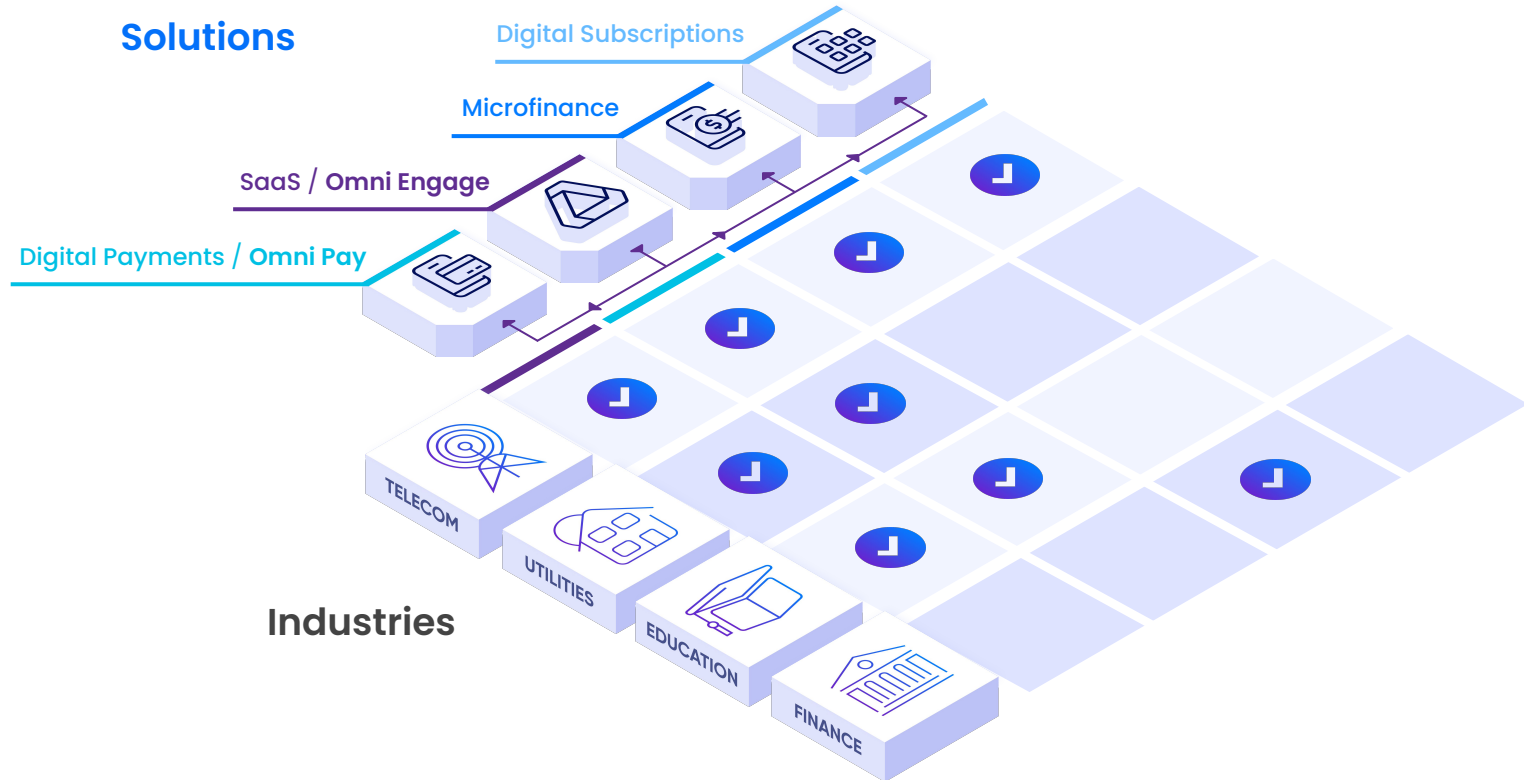 Solutions
Digital Subscriptions
Microfinance
SaaS / Omni Engage
Digital Payments / Omni Pay
TELECOM
UTILITIES
EDUCATION
FINANCE
Industries